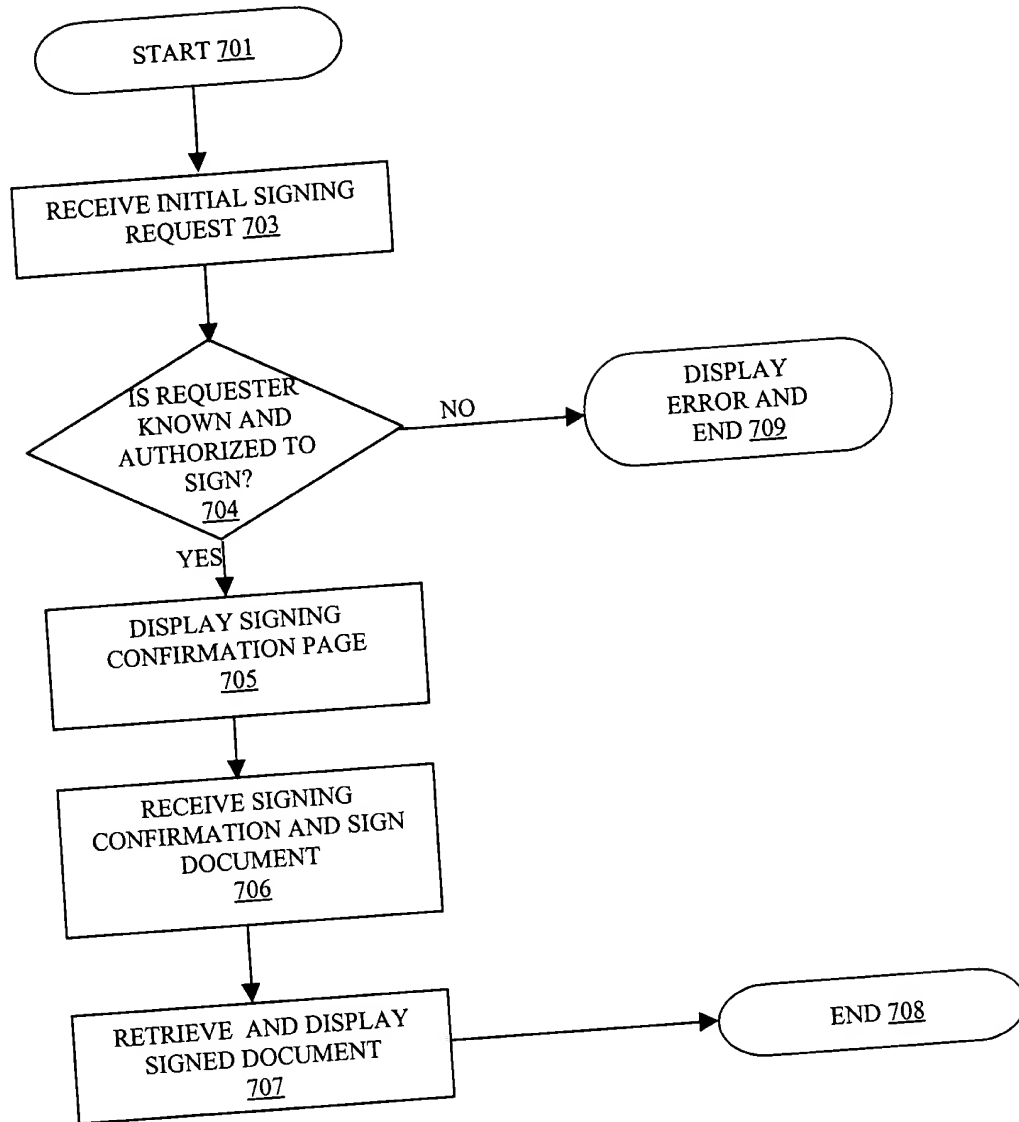 START 701
RECEIVE INITIAL SIGNING
REQUEST 703
IS REQUESTER
KNOWN AND
AUTHORIZED TO
SIGN?
704
NO
DISPLAY
ERROR AND
END 709
YES
DISPLAY SIGNING
CONFIRMATION PAGE
705
RECEIVE SIGNING
CONFIRMATION AND SIGN
DOCUMENT
706
RETRIEVE AND DISPLAY
SIGNED DOCUMENT
707
END 708